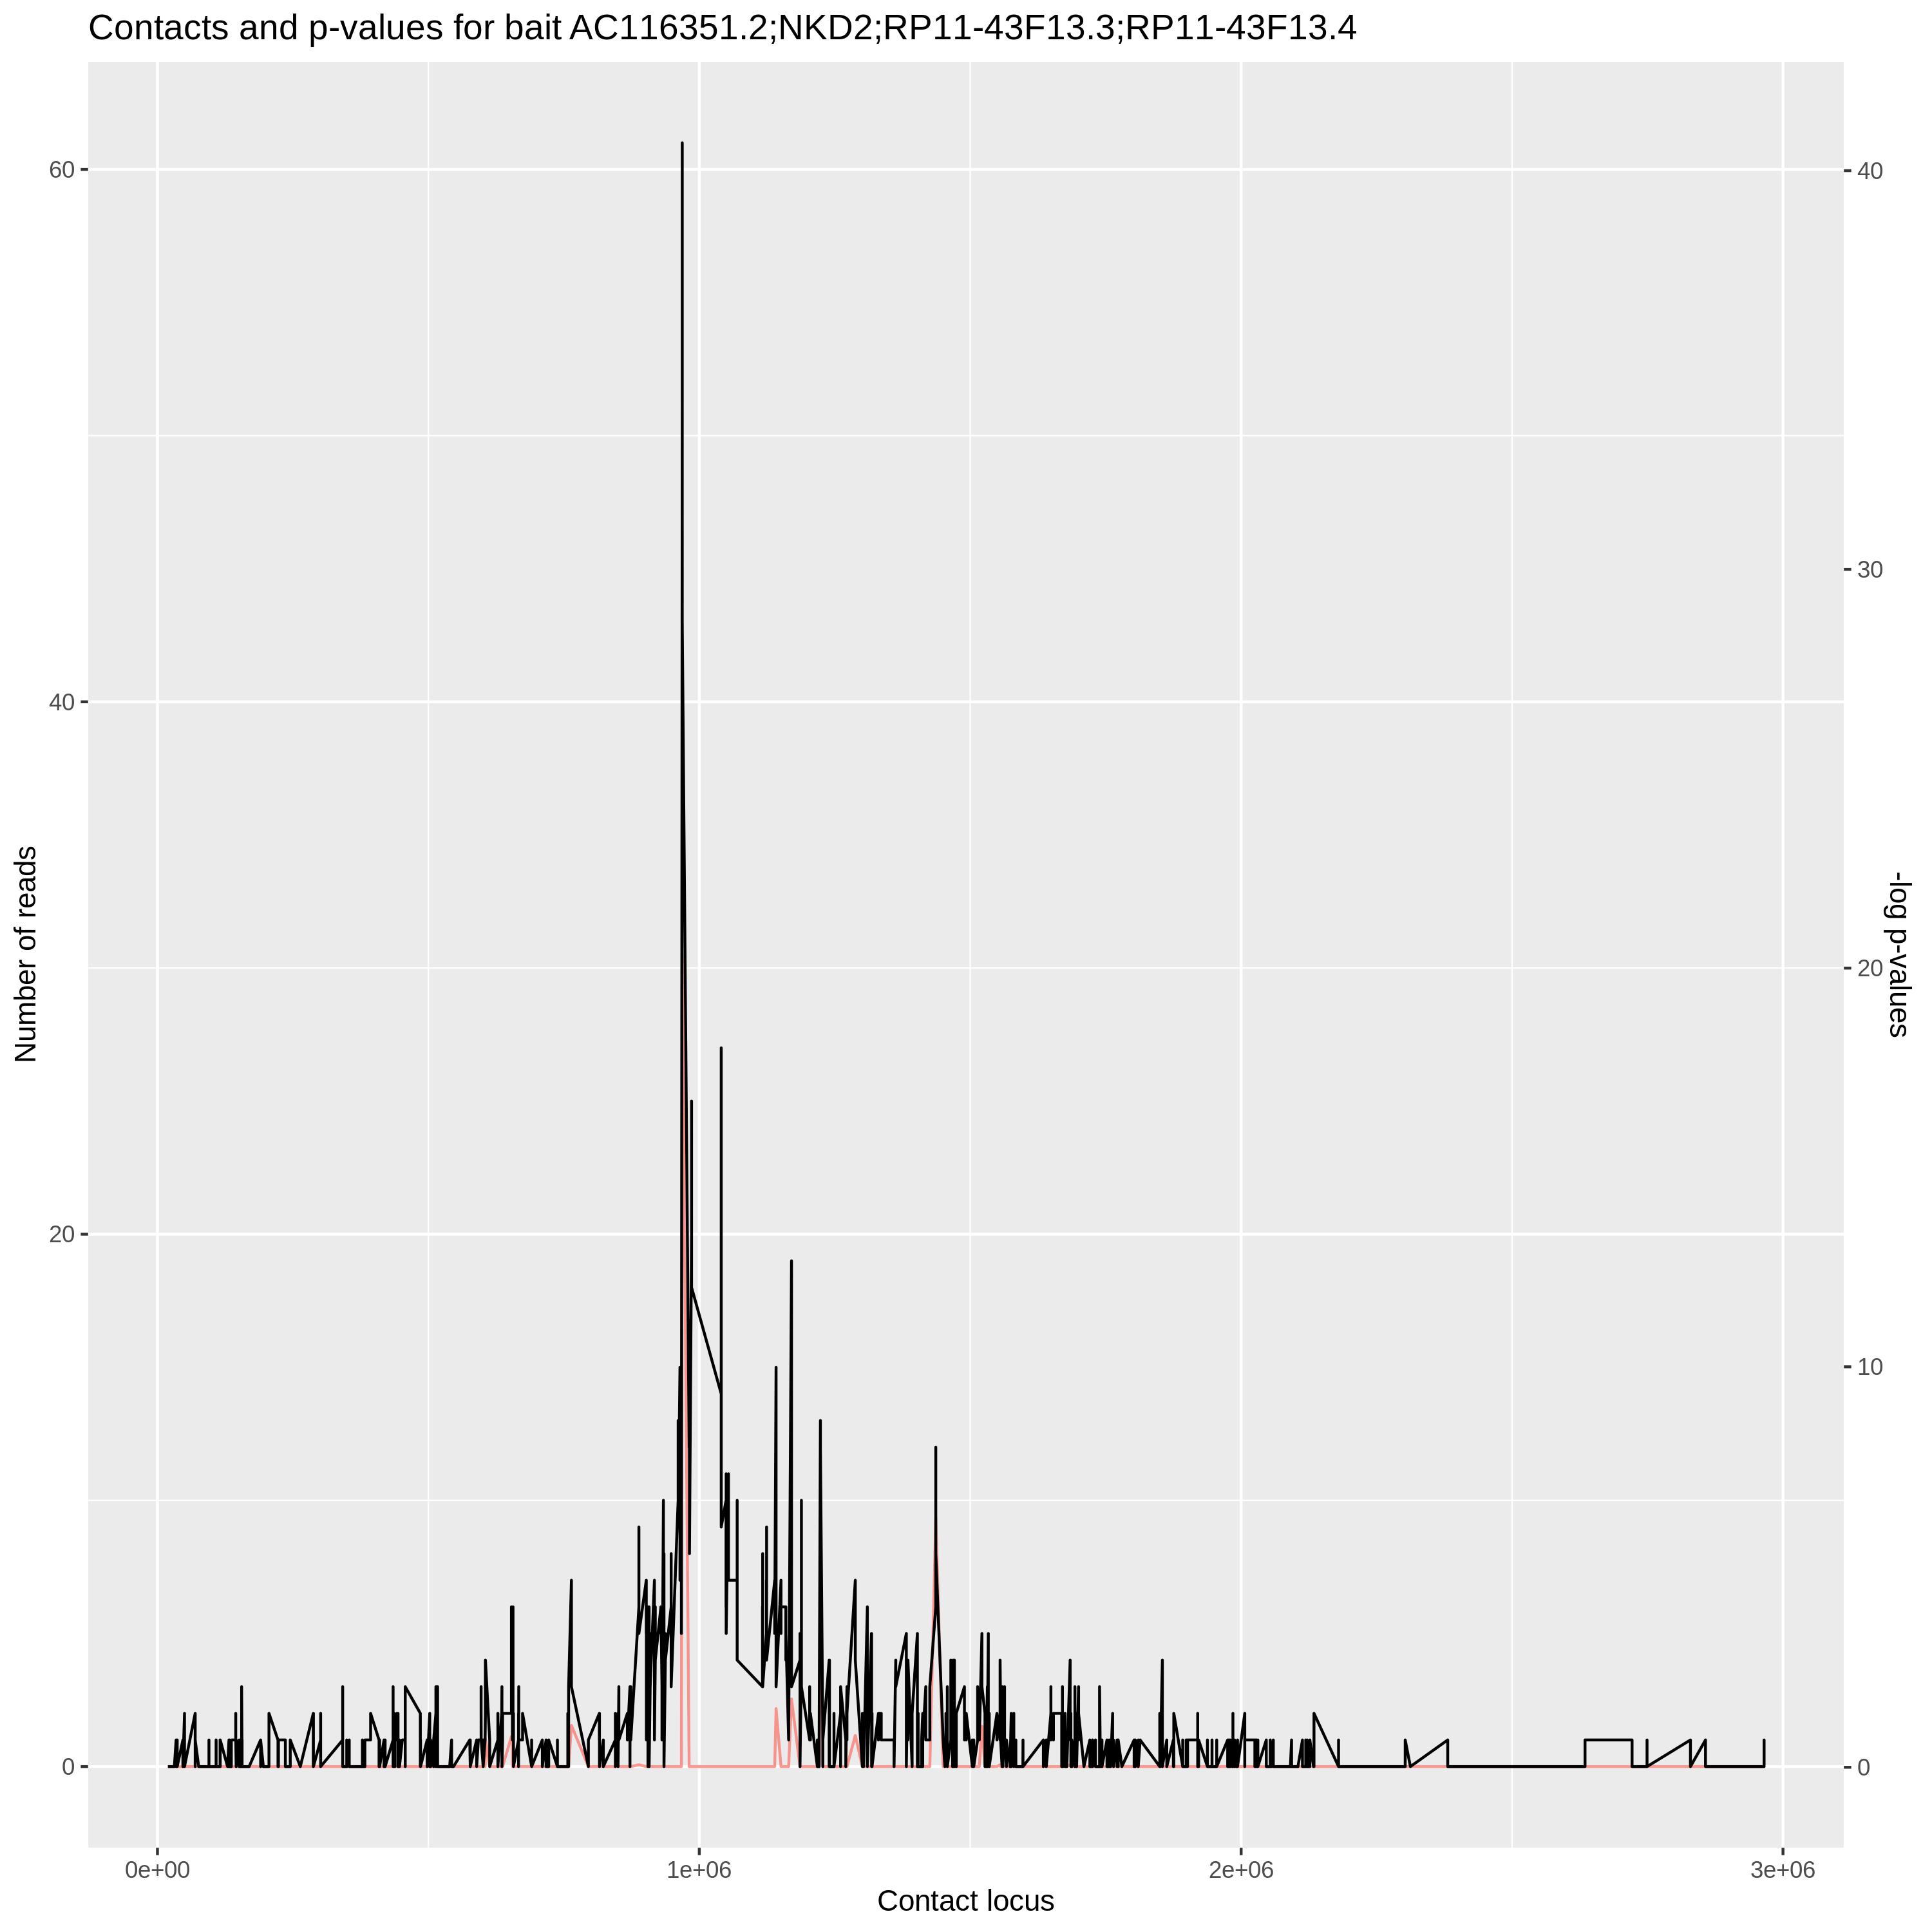 Contacts and p-values for bait AC116351.2;NKD2;RP11-43F13.3;RP11-43F13.4
60
40
20
0
Number of reads
40
30
20
10
0
-log p-values
0e+00
1e+06
2e+06
3e+06
Contact locus